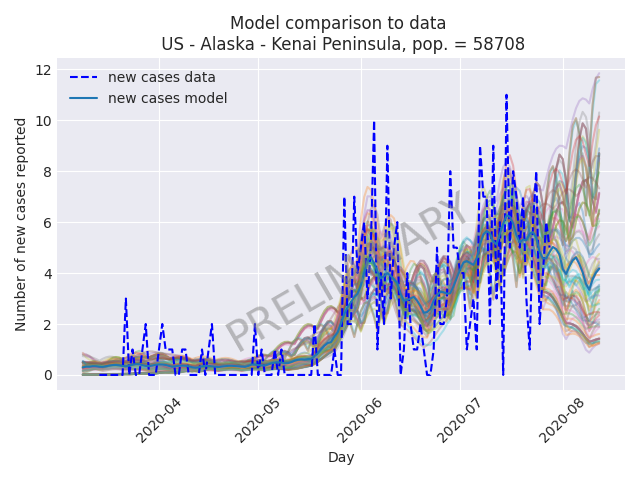 Model comparison to data
US - Alaska - Kenai Peninsula, pop. = 58708
new cases data
new cases model
PRELIMINARY
Number of new cases reported
12
10
8
6
4
2
0
2020-04
2020-05
2020-06
2020-07
2020-08
Day